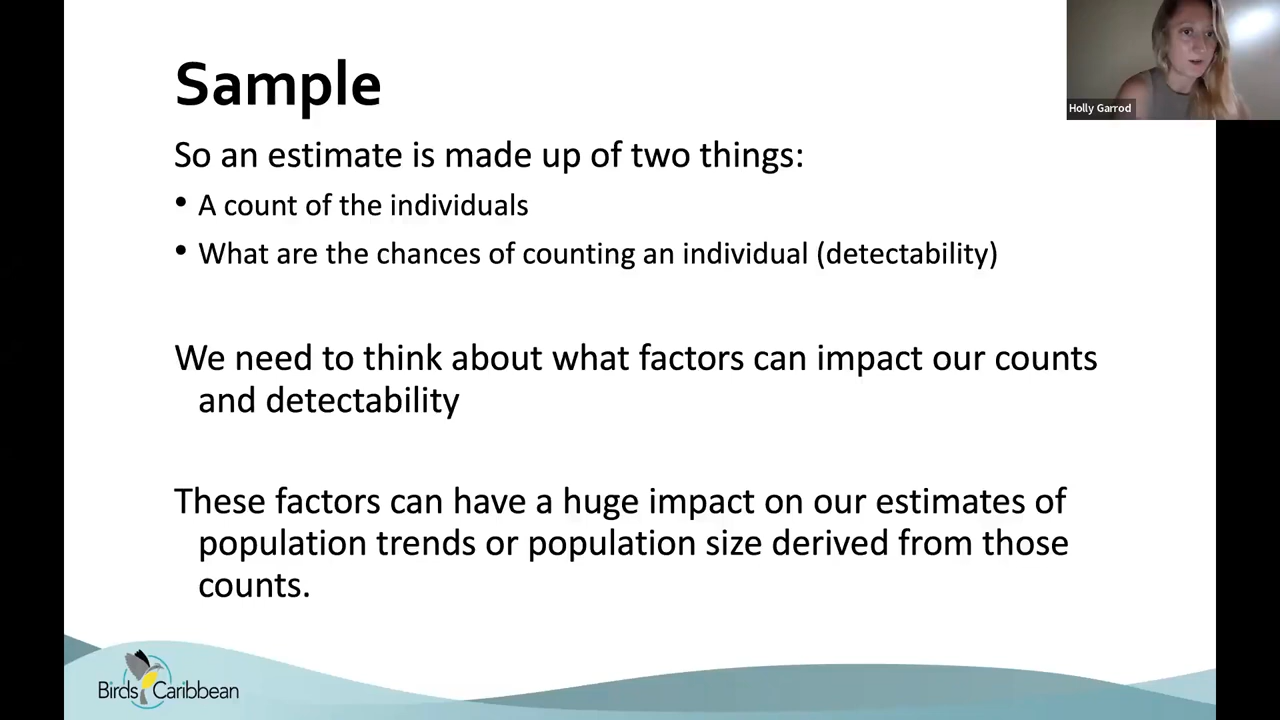 Sample
Holly Garrod
So an estimate is made up of two things:
• A count of the individuals
• What are the chances of counting an individual (detectability)
We need to think about what factors can impact our counts
and detectability
These factors can have a huge impact on our estimates of
population trends or population size derived from those
counts.
BirdsCaribbean